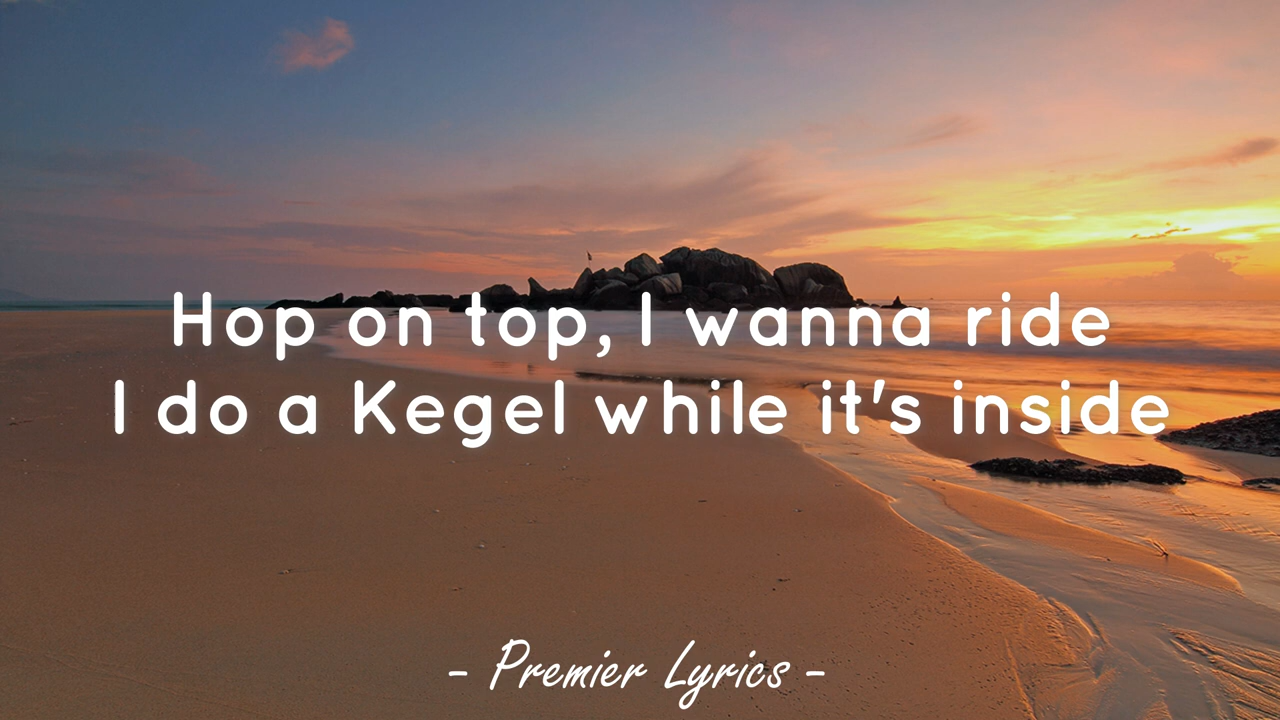 Hop on top, I wanna ride
I do a Kegel while it's inside
- Premier Lyrics -